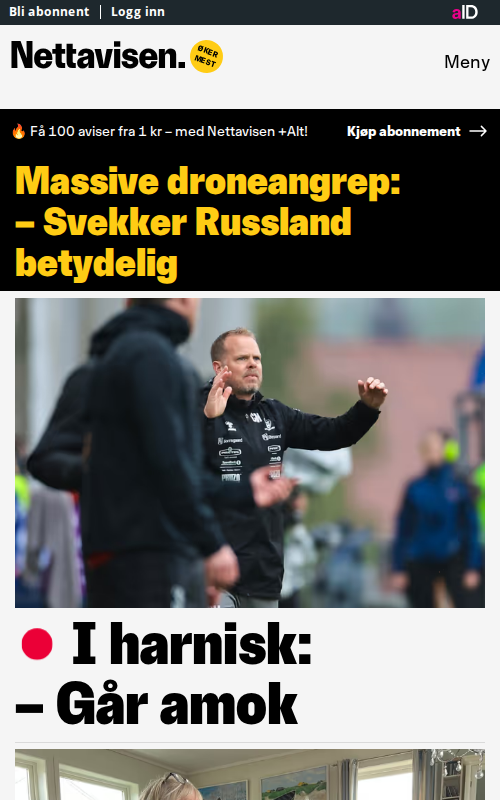 Bli abonnent
Logg inn
aID
Nettavisen.
ØKER
MEST
Meny
🔥 Få 100 aviser fra 1 kr – med Nettavisen +Alt!
Kjøp abonnement →
Massive droneangrep:
– Svekker Russland
betydelig
I harnisk:
– Går amok